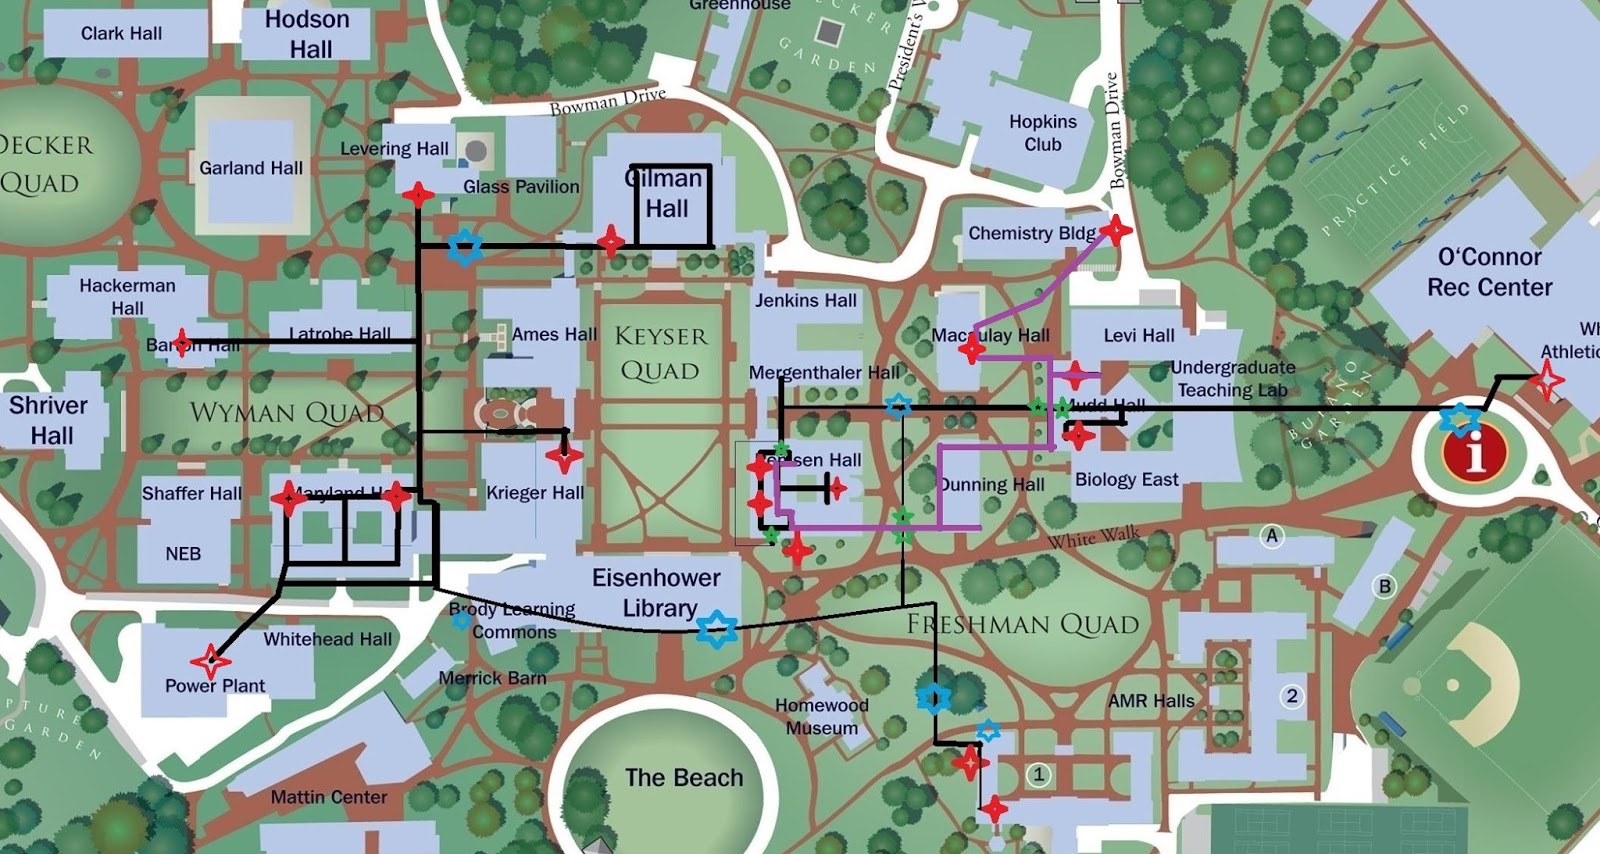 Greenhouse
Clark Hall
Hodson
Hall
DECKER
GARDEN
President's
Bowman Drive
Bowman Drive
DECKER
QUAD
Garland Hall
Levering Hall
Glass Pavilion
Gilman
Hall
Hopkins
Club
PRACTICE FIELD
Chemistry Bldg
O'Connor
Rec Center
Hackerman
Hall
Barton Hall
Latrobe Hall
Ames Hall
KEYSER
QUAD
Jenkins Hall
Mergenthaler Hall
Macaulay Hall
Levi Hall
Undergraduate
Teaching Lab
Mudd Hall
BUFANO
GARDEN
Athletic
Shriver
Hall
WYMAN QUAD
i
Shaffer Hall
Maryland Hall
Krieger Hall
Remsen Hall
Dunning Hall
Biology East
NEB
White Walk
A
B
Eisenhower
Library
Brody Learning
Commons
FRESHMAN QUAD
Whitehead Hall
Power Plant
Merrick Barn
Homewood
Museum
AMR Halls
2
GARDEN
The Beach
1
Mattin Center